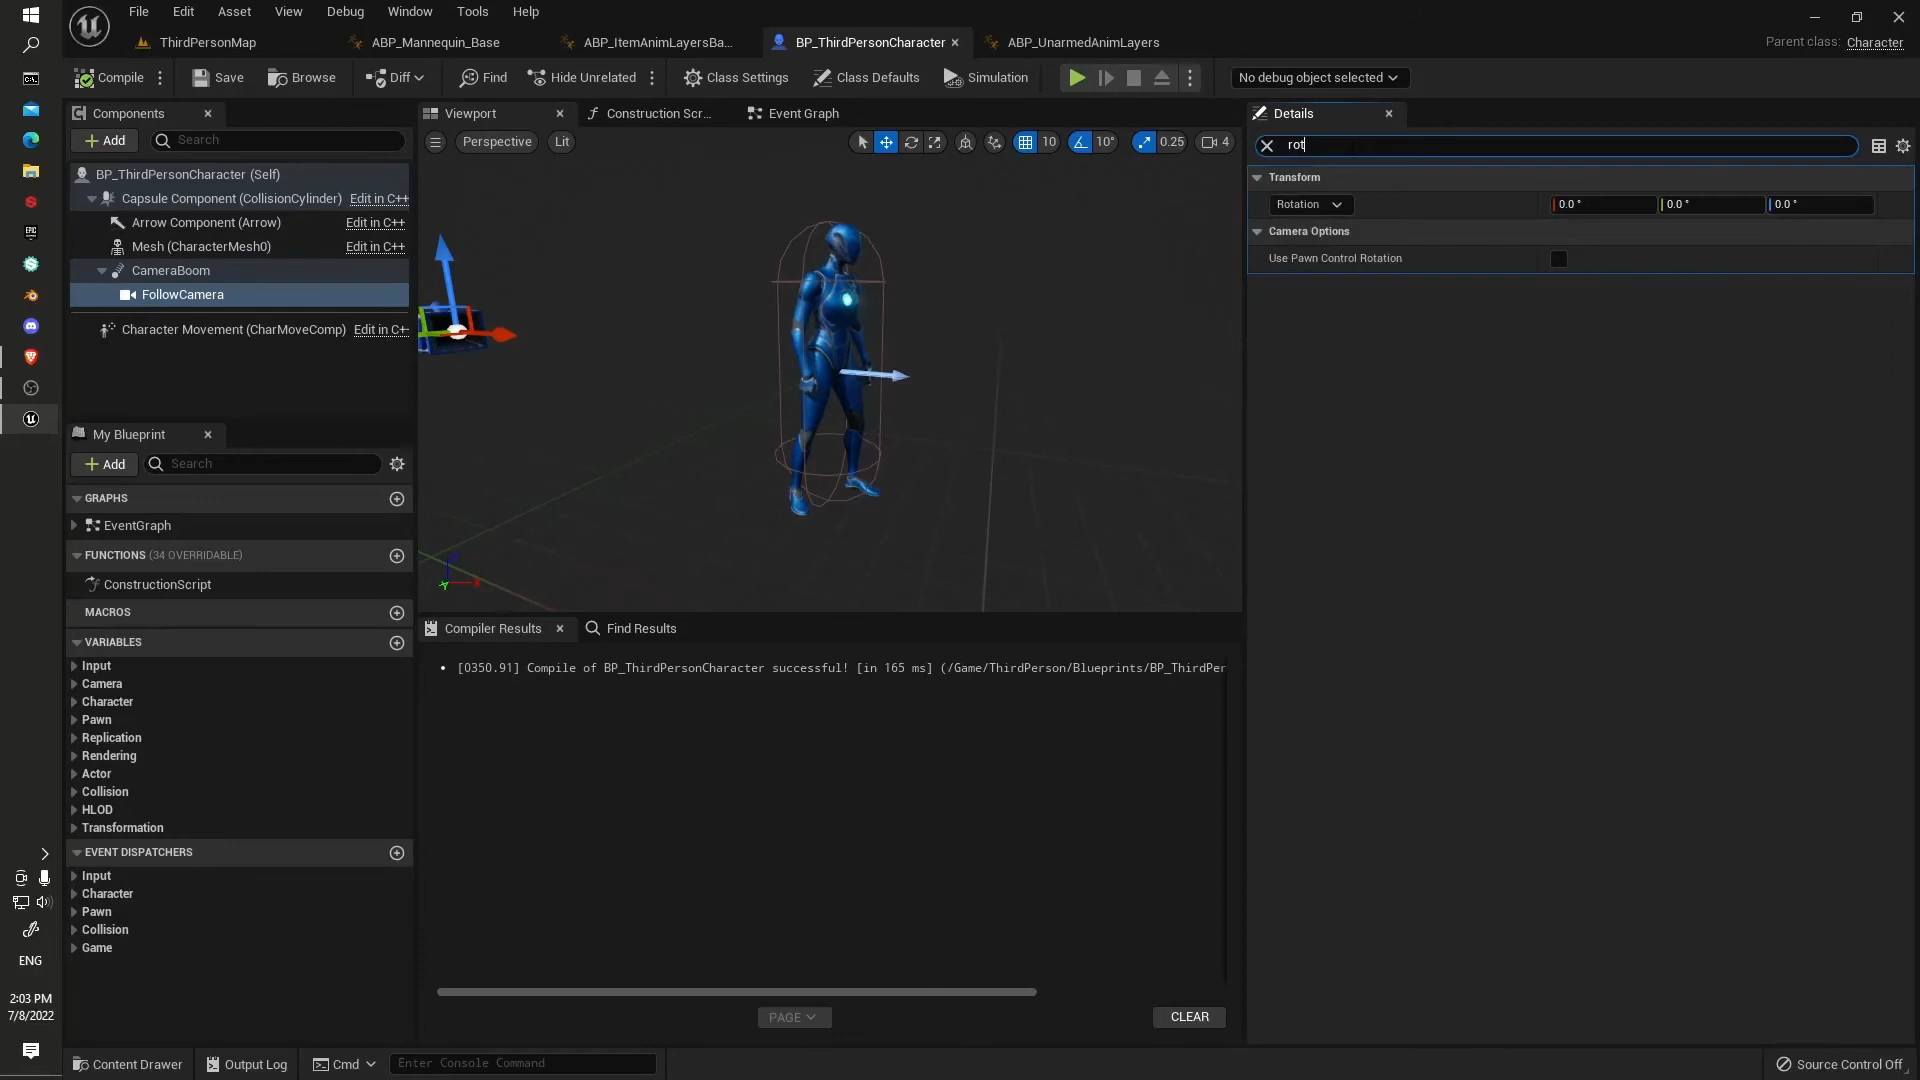 File Edit Asset View Debug Window Tools Help
ThirdPersonMap ABP_Mannequin_Base ABP_ItemAnimLayersBa... BP_ThirdPersonCharacter ABP_UnarmedAnimLayers
Parent class: Character
Compile Save Browse Diff Find Hide Unrelated Class Settings Class Defaults Simulation No debug object selected
Components
Add Search
BP_ThirdPersonCharacter (Self)
Capsule Component (CollisionCylinder) Edit in C++
Arrow Component (Arrow) Edit in C++
Mesh (CharacterMesh0) Edit in C++
CameraBoom
FollowCamera
Character Movement (CharMoveComp) Edit in C+
My Blueprint
Add Search
GRAPHS
EventGraph
FUNCTIONS (34 OVERRIDABLE)
ConstructionScript
MACROS
VARIABLES
Input
Camera
Character
Pawn
Replication
Rendering
Actor
Collision
HLOD
Transformation
EVENT DISPATCHERS
Input
Character
Pawn
Collision
Game
Viewport Construction Scr... Event Graph
Perspective Lit 10 10° 0.25 4
Compiler Results Find Results
[0350.91] Compile of BP_ThirdPersonCharacter successful! [in 165 ms] (/Game/ThirdPerson/Blueprints/BP_ThirdPer
PAGE CLEAR
Details
rot
Transform
Rotation 0.0 ° 0.0 ° 0.0 °
Camera Options
Use Pawn Control Rotation
EPIC
ENG
2:03 PM
7/8/2022
Content Drawer Output Log Cmd Enter Console Command Source Control Off